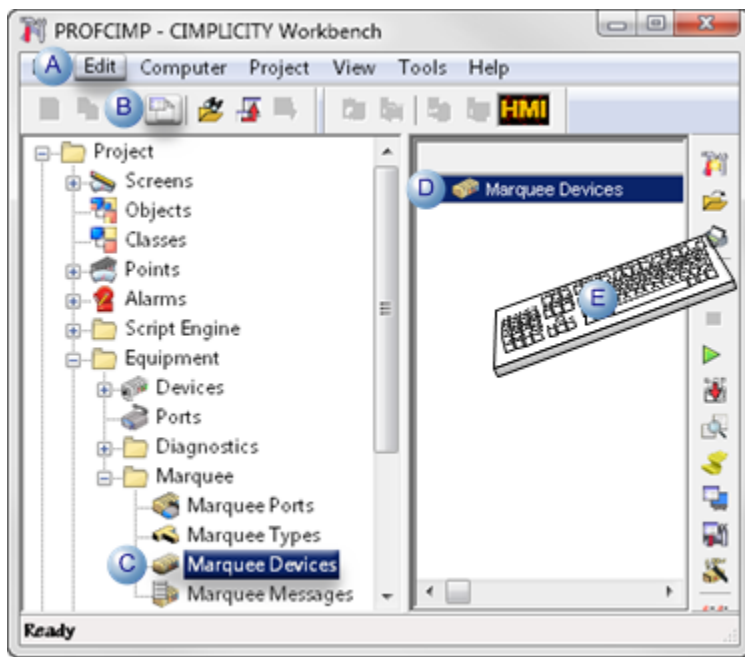 PROFCIMP - CIMPLICITY Workbench
A Edit Computer Project View Tools Help
B HMI
Project
Screens
Objects
Classes
Points
Alarms
Script Engine
Equipment
Devices
Ports
Diagnostics
Marquee
Marquee Ports
Marquee Types
C Marquee Devices
Marquee Messages
D Marquee Devices
E
Ready